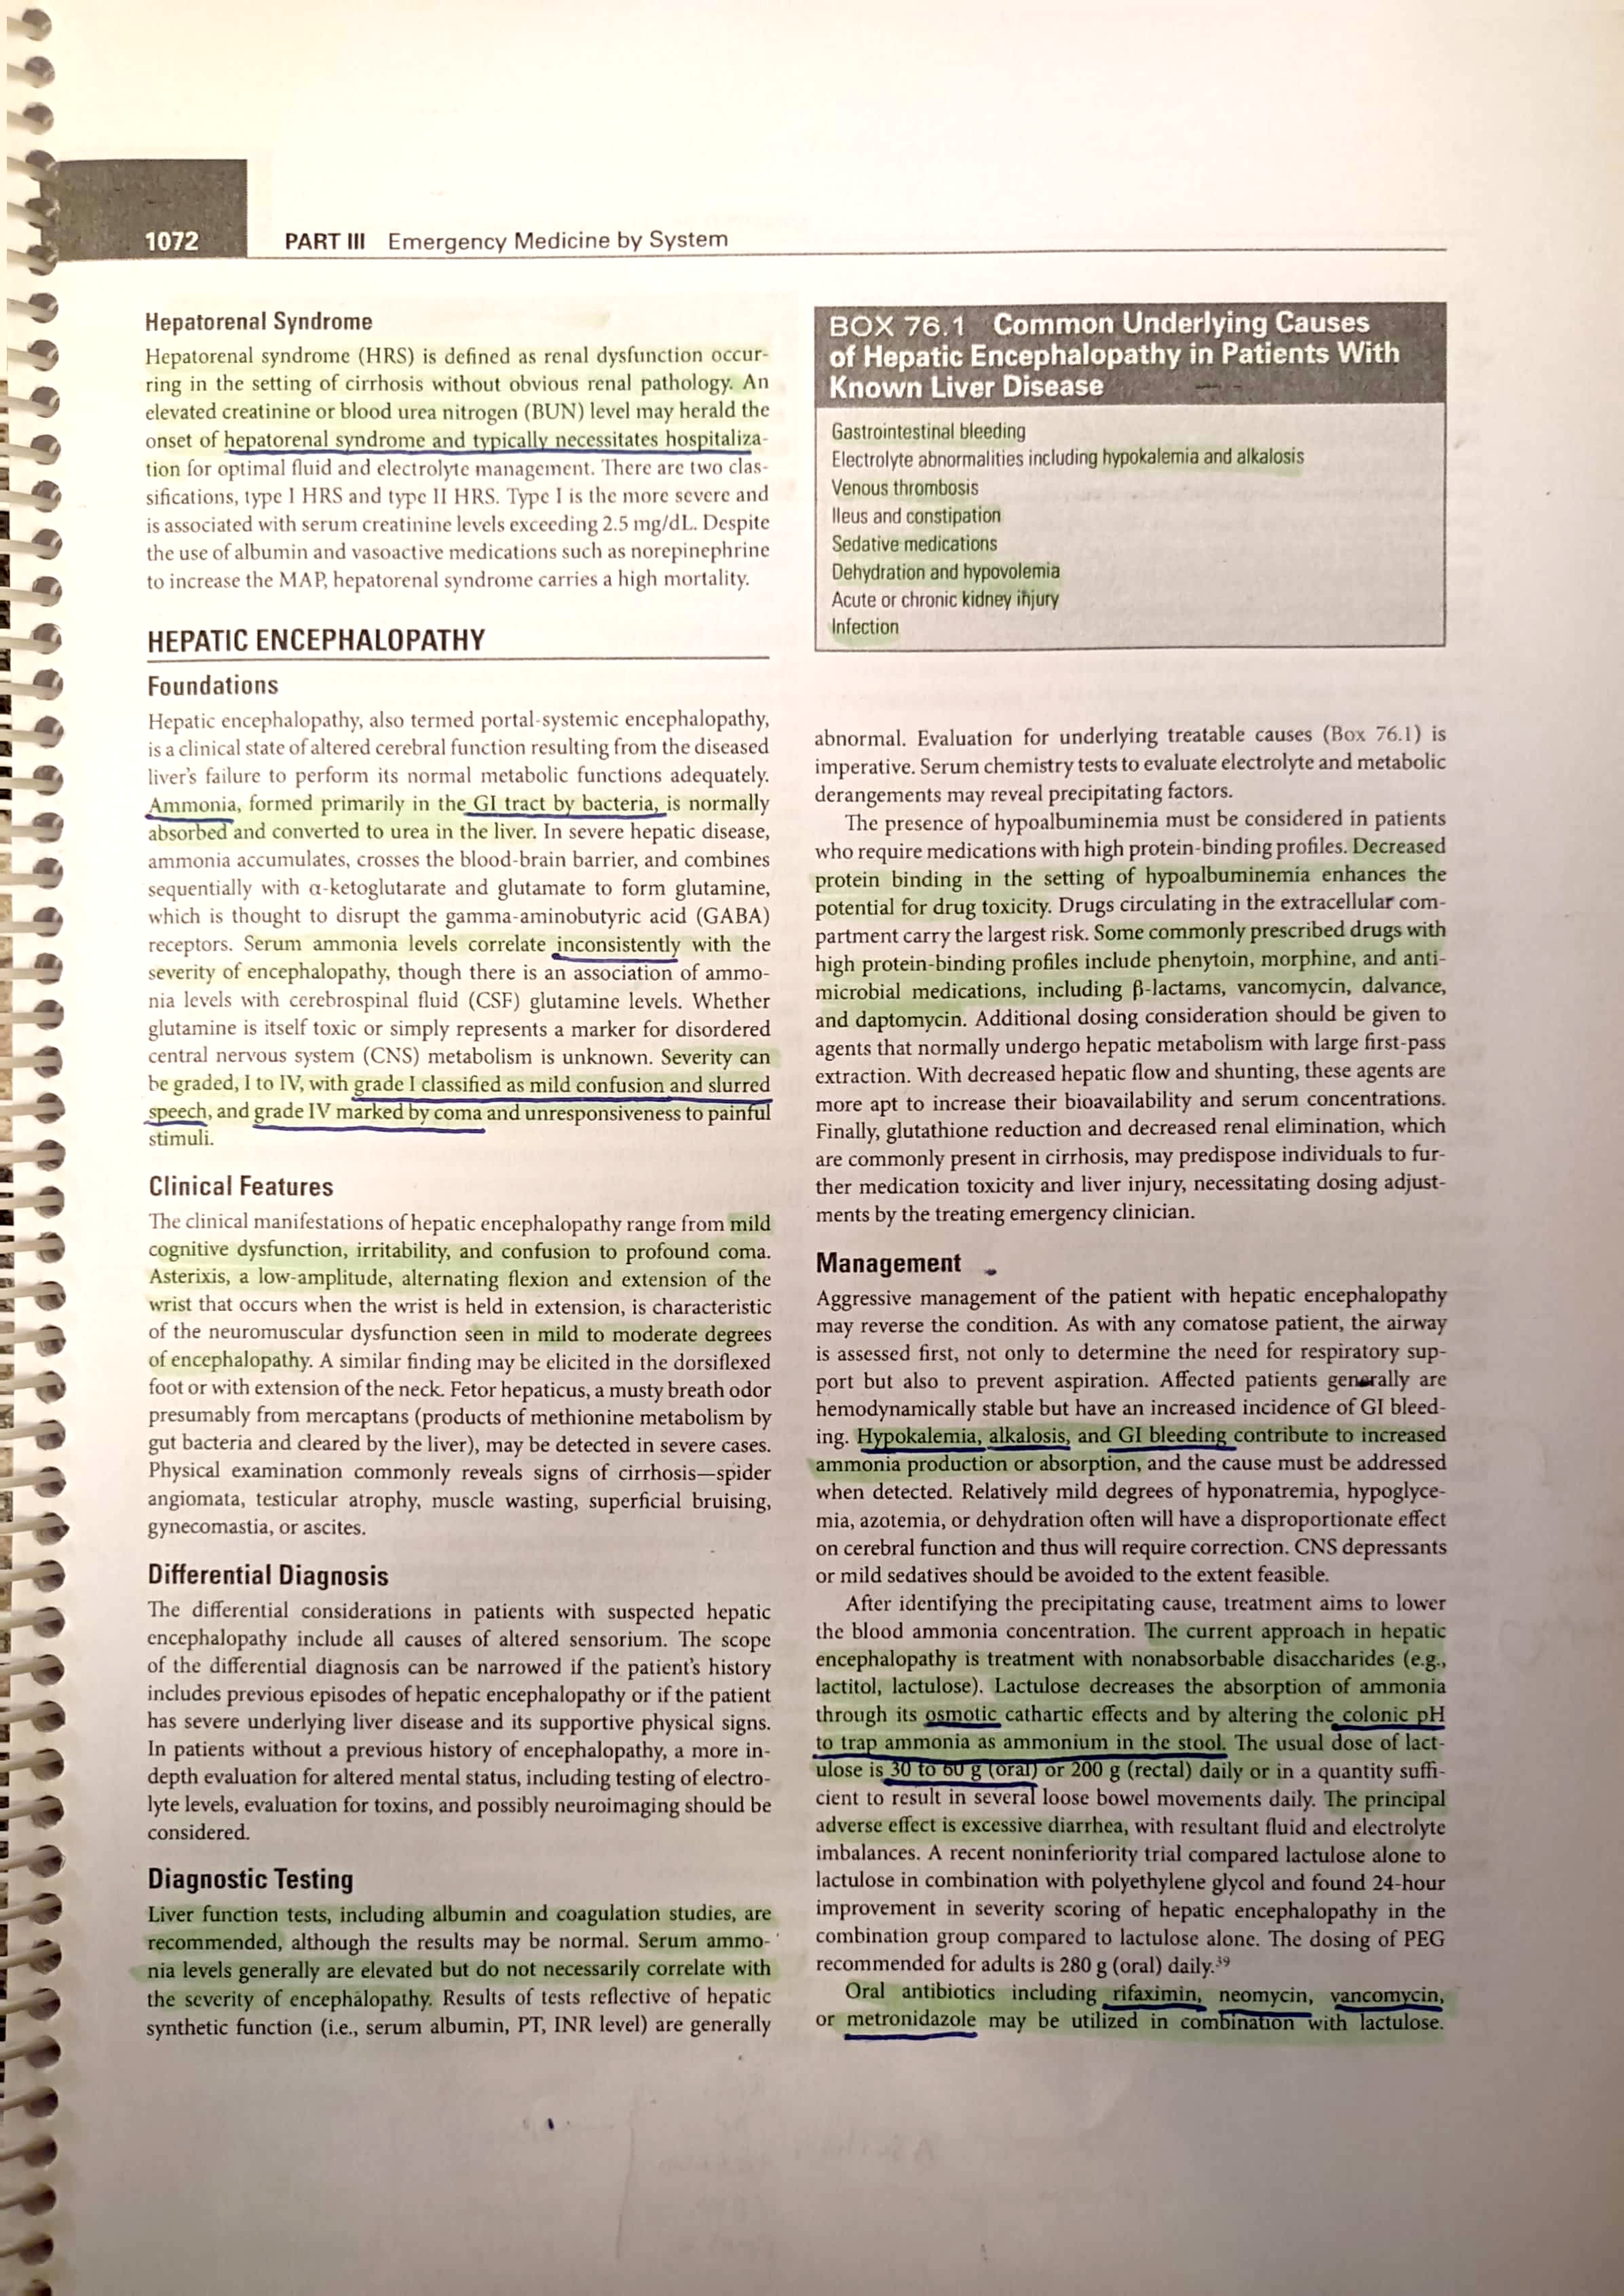 1072
PART III Emergency Medicine by System
Hepatorenal Syndrome
Hepatorenal syndrome (HRS) is defined as renal dysfunction occur-
ring in the setting of cirrhosis without obvious renal pathology. An
elevated creatinine or blood urea nitrogen (BUN) level may herald the
onset of hepatorenal syndrome and typically necessitates hospitaliza-
tion for optimal fluid and electrolyte management. There are two clas-
sifications, type I HRS and type II HRS. Type I is the more severe and
is associated with serum creatinine levels exceeding 2.5 mg/dL. Despite
the use of albumin and vasoactive medications such as norepinephrine
to increase the MAP, hepatorenal syndrome carries a high mortality.
HEPATIC ENCEPHALOPATHY
Foundations
Hepatic encephalopathy, also termed portal-systemic encephalopathy,
is a clinical state of altered cerebral function resulting from the diseased
liver's failure to perform its normal metabolic functions adequately.
Ammonia, formed primarily in the GI tract by bacteria, is normally
absorbed and converted to urea in the liver. In severe hepatic disease,
ammonia accumulates, crosses the blood-brain barrier, and combines
sequentially with α-ketoglutarate and glutamate to form glutamine,
which is thought to disrupt the gamma-aminobutyric acid (GABA)
receptors. Serum ammonia levels correlate inconsistently with the
severity of encephalopathy, though there is an association of ammo-
nia levels with cerebrospinal fluid (CSF) glutamine levels. Whether
glutamine is itself toxic or simply represents a marker for disordered
central nervous system (CNS) metabolism is unknown. Severity can
be graded, I to IV, with grade I classified as mild confusion and slurred
speech, and grade IV marked by coma and unresponsiveness to painful
stimuli.
Clinical Features
The clinical manifestations of hepatic encephalopathy range from mild
cognitive dysfunction, irritability, and confusion to profound coma.
Asterixis, a low-amplitude, alternating flexion and extension of the
wrist that occurs when the wrist is held in extension, is characteristic
of the neuromuscular dysfunction seen in mild to moderate degrees
of encephalopathy. A similar finding may be elicited in the dorsiflexed
foot or with extension of the neck. Fetor hepaticus, a musty breath odor
presumably from mercaptans (products of methionine metabolism by
gut bacteria and cleared by the liver), may be detected in severe cases.
Physical examination commonly reveals signs of cirrhosis—spider
angiomata, testicular atrophy, muscle wasting, superficial bruising,
gynecomastia, or ascites.
Differential Diagnosis
The differential considerations in patients with suspected hepatic
encephalopathy include all causes of altered sensorium. The scope
of the differential diagnosis can be narrowed if the patient's history
includes previous episodes of hepatic encephalopathy or if the patient
has severe underlying liver disease and its supportive physical signs.
In patients without a previous history of encephalopathy, a more in-
depth evaluation for altered mental status, including testing of electro-
lyte levels, evaluation for toxins, and possibly neuroimaging should be
considered.
Diagnostic Testing
Liver function tests, including albumin and coagulation studies, are
recommended, although the results may be normal. Serum ammo-
nia levels generally are elevated but do not necessarily correlate with
the severity of encephalopathy. Results of tests reflective of hepatic
synthetic function (i.e., serum albumin, PT, INR level) are generally
BOX 76.1 Common Underlying Causes
of Hepatic Encephalopathy in Patients With
Known Liver Disease
Gastrointestinal bleeding
Electrolyte abnormalities including hypokalemia and alkalosis
Venous thrombosis
Ileus and constipation
Sedative medications
Dehydration and hypovolemia
Acute or chronic kidney injury
Infection
abnormal. Evaluation for underlying treatable causes (Box 76.1) is
imperative. Serum chemistry tests to evaluate electrolyte and metabolic
derangements may reveal precipitating factors.
The presence of hypoalbuminemia must be considered in patients
who require medications with high protein-binding profiles. Decreased
protein binding in the setting of hypoalbuminemia enhances the
potential for drug toxicity. Drugs circulating in the extracellular com-
partment carry the largest risk. Some commonly prescribed drugs with
high protein-binding profiles include phenytoin, morphine, and anti-
microbial medications, including β-lactams, vancomycin, dalvance,
and daptomycin. Additional dosing consideration should be given to
agents that normally undergo hepatic metabolism with large first-pass
extraction. With decreased hepatic flow and shunting, these agents are
more apt to increase their bioavailability and serum concentrations.
Finally, glutathione reduction and decreased renal elimination, which
are commonly present in cirrhosis, may predispose individuals to fur-
ther medication toxicity and liver injury, necessitating dosing adjust-
ments by the treating emergency clinician.
Management
Aggressive management of the patient with hepatic encephalopathy
may reverse the condition. As with any comatose patient, the airway
is assessed first, not only to determine the need for respiratory sup-
port but also to prevent aspiration. Affected patients generally are
hemodynamically stable but have an increased incidence of GI bleed-
ing. Hypokalemia, alkalosis, and GI bleeding contribute to increased
ammonia production or absorption, and the cause must be addressed
when detected. Relatively mild degrees of hyponatremia, hypoglyce-
mia, azotemia, or dehydration often will have a disproportionate effect
on cerebral function and thus will require correction. CNS depressants
or mild sedatives should be avoided to the extent feasible.
After identifying the precipitating cause, treatment aims to lower
the blood ammonia concentration. The current approach in hepatic
encephalopathy is treatment with nonabsorbable disaccharides (e.g.,
lactitol, lactulose). Lactulose decreases the absorption of ammonia
through its osmotic cathartic effects and by altering the colonic pH
to trap ammonia as ammonium in the stool. The usual dose of lact-
ulose is 30 to 60 g (oral) or 200 g (rectal) daily or in a quantity suffi-
cient to result in several loose bowel movements daily. The principal
adverse effect is excessive diarrhea, with resultant fluid and electrolyte
imbalances. A recent noninferiority trial compared lactulose alone to
lactulose in combination with polyethylene glycol and found 24-hour
improvement in severity scoring of hepatic encephalopathy in the
combination group compared to lactulose alone. The dosing of PEG
recommended for adults is 280 g (oral) daily.³⁹
Oral antibiotics including rifaximin, neomycin, vancomycin,
or metronidazole may be utilized in combination with lactulose.